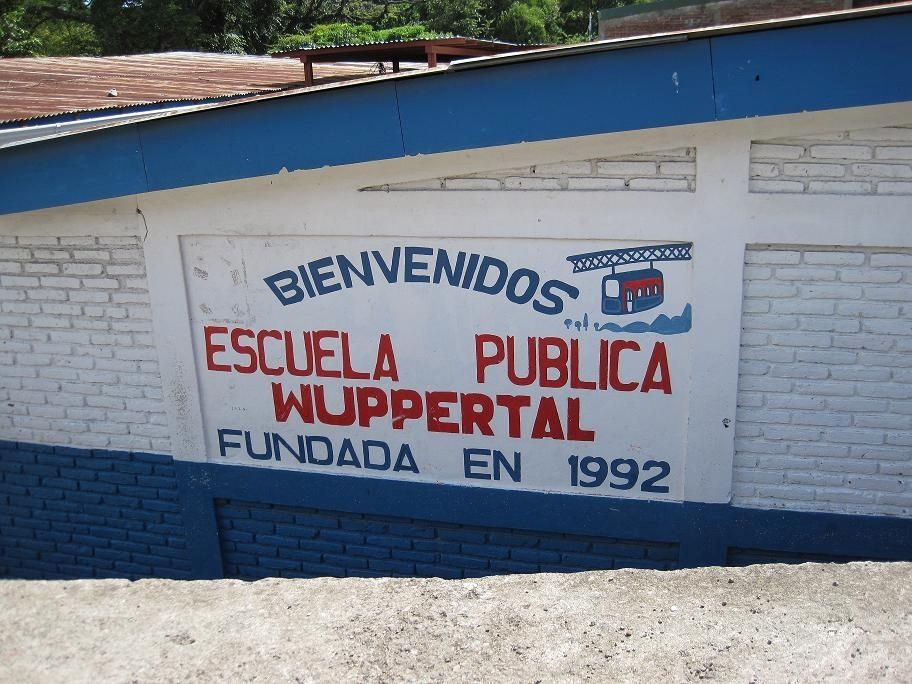 BIENVENIDOS
ESCUELA PUBLICA
WUPPERTAL
FUNDADA EN 1992